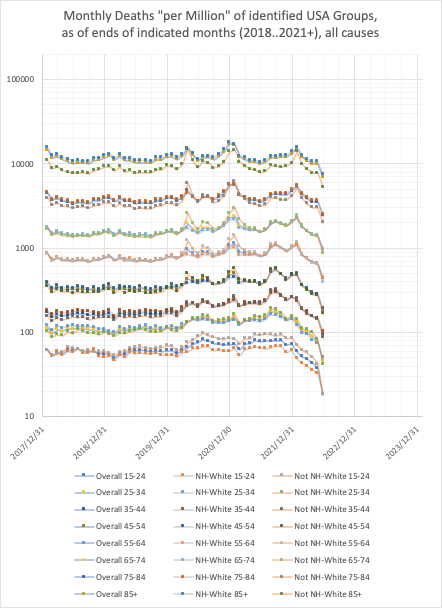 Monthly Deaths "per Million" of identified USA Groups,
as of ends of indicated months (2018..2021+), all causes
100000
10000
1000
100
10
2017/12/31
2018/12/31
2019/12/31
2020/12/31
2021/12/31
2022/12/31
2023/12/31
Overall 15-24 NH-White 15-24 Not NH-White 15-24
Overall 25-34 NH-White 25-34 Not NH-White 25-34
Overall 35-44 NH-White 35-44 Not NH-White 35-44
Overall 45-54 NH-White 45-54 Not NH-White 45-54
Overall 55-64 NH-White 55-64 Not NH-White 55-64
Overall 65-74 NH-White 65-74 Not NH-White 65-74
Overall 75-84 NH-White 75-84 Not NH-White 75-84
Overall 85+ NH-White 85+ Not NH-White 85+